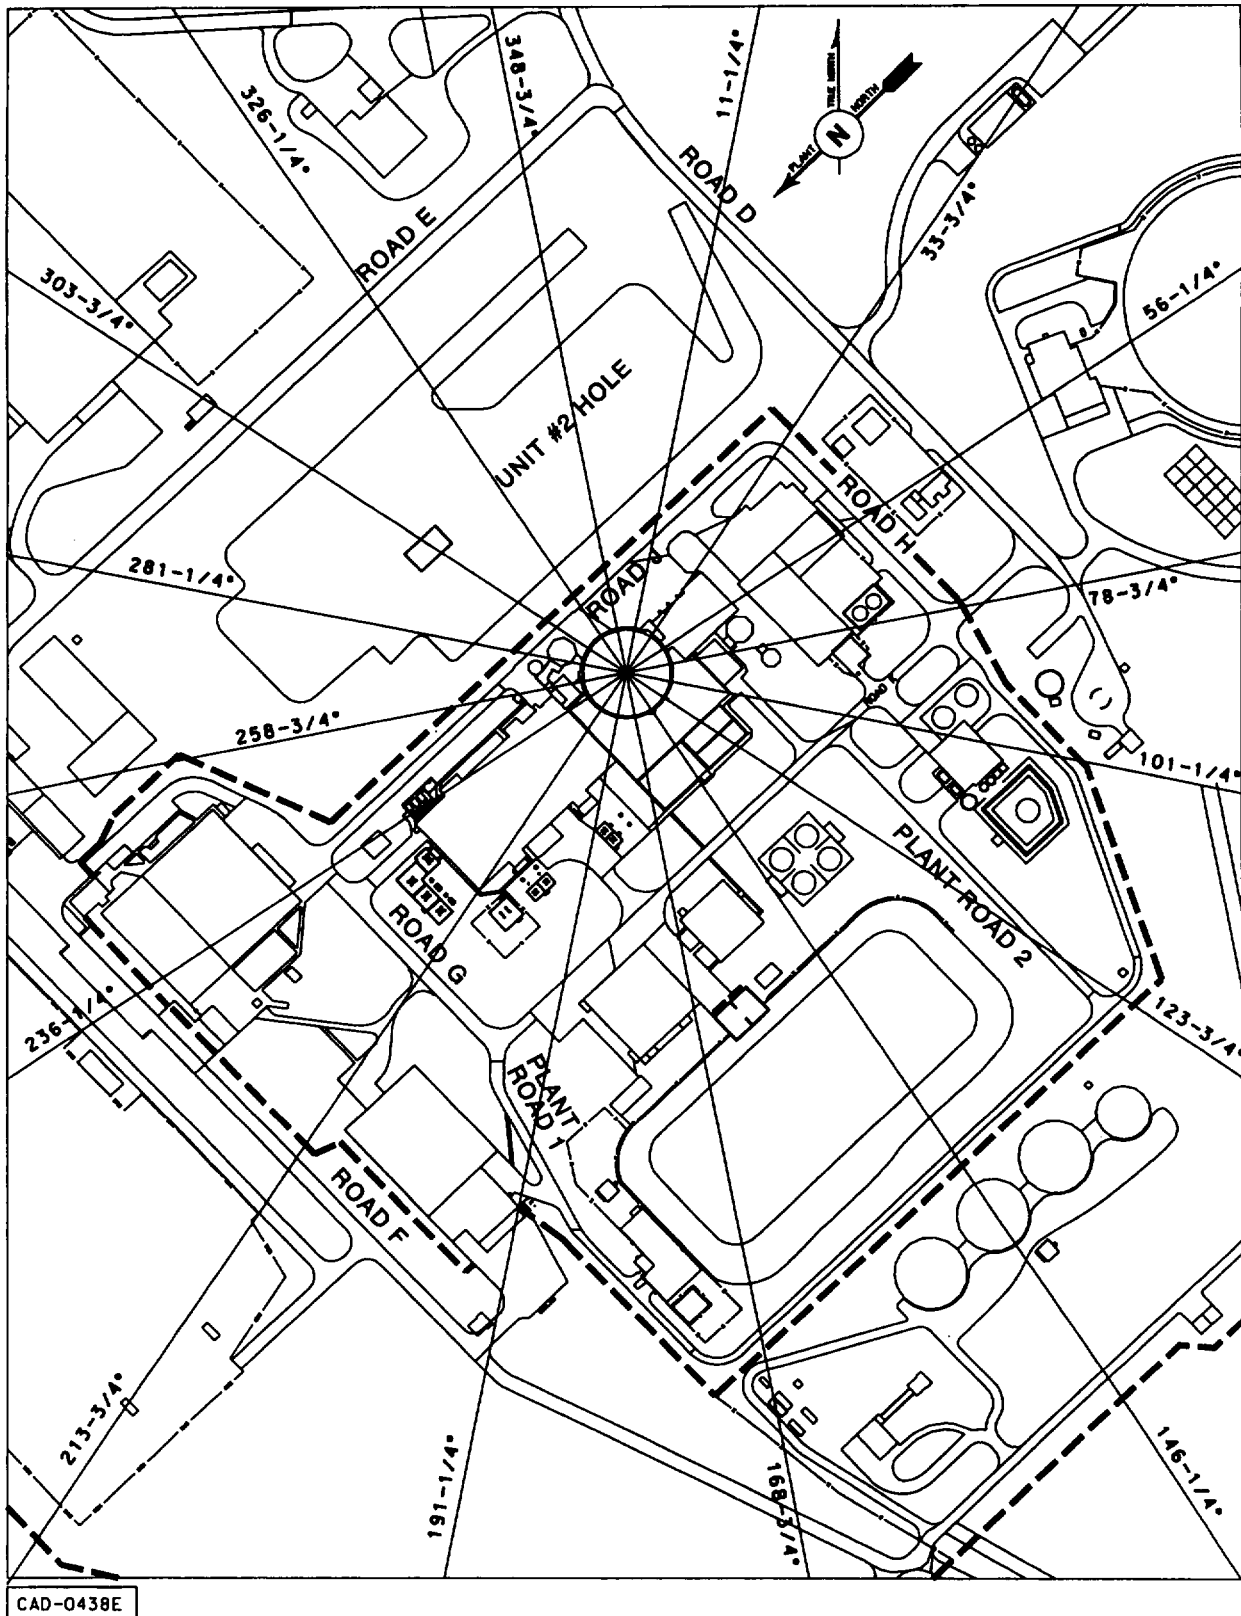 348-3/4°
11-1/4°
326-1/4°
TRUE NORTH
PLANT NORTH
N
ROAD D
33-3/4°
ROAD E
56-1/4°
303-3/4°
UNIT #2 HOLE
ROAD H
281-1/4°
ROAD J
78-3/4°
258-3/4°
101-1/4°
PLANT ROAD 2
ROAD G
236-1/4°
123-3/4°
PLANT
ROAD 1
ROAD F
213-3/4°
191-1/4°
168-3/4°
146-1/4°
CAD-0438E